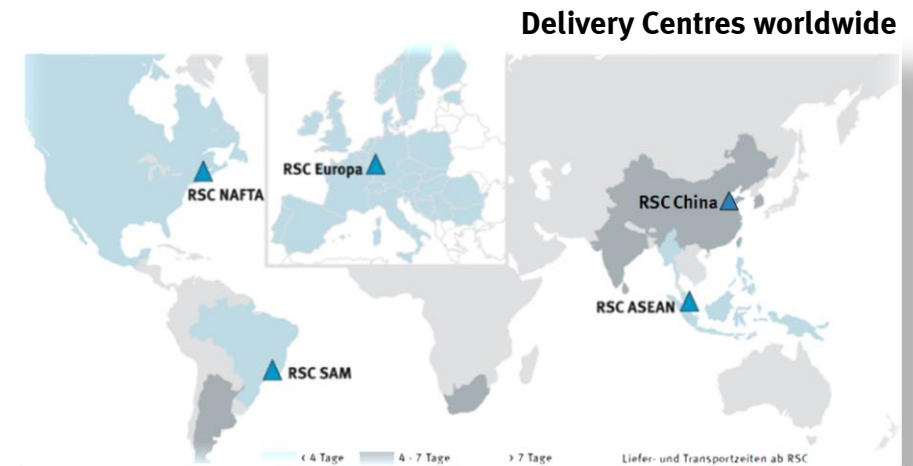 Delivery Centres worldwide
RSC Europa
RSC NAFTA
RSC China
RSC ASEAN
RSC SAM
< 4 Tage
4 - 7 Tage
> 7 Tage
Liefer- und Transportzeiten ab RSC